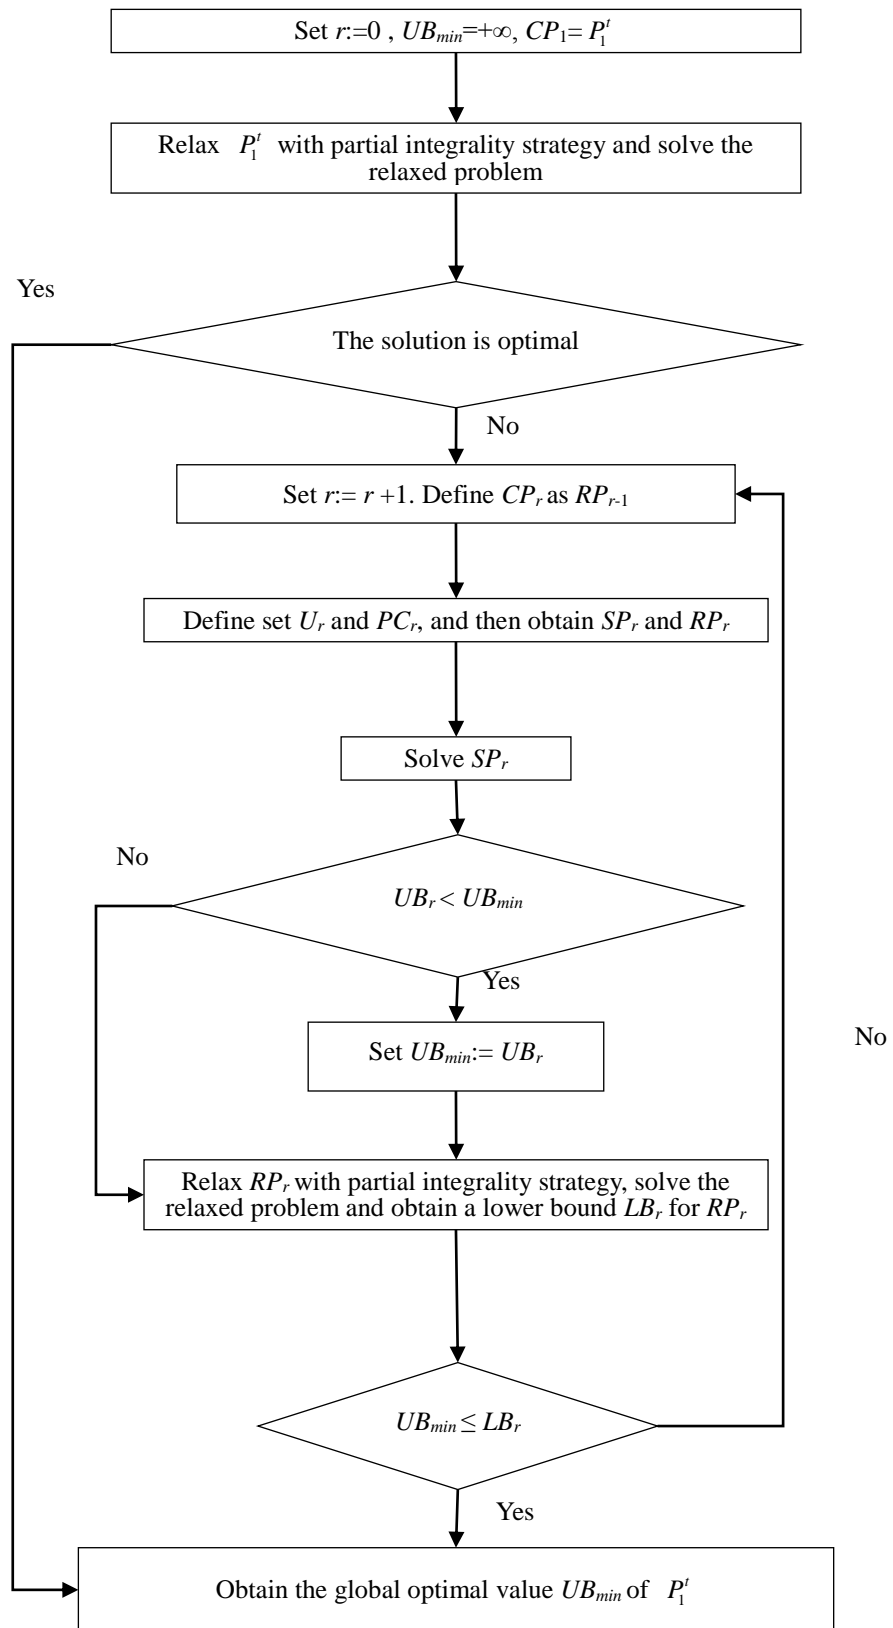 Set r:=0 , UBmin=+∞, CP1= P₁ᵗ
Relax P₁ᵗ with partial integrality strategy and solve the
relaxed problem
Yes
The solution is optimal
No
Set r:= r +1. Define CPr as RPr-1
Define set Ur and PCr, and then obtain SPr and RPr
Solve SPr
No
UBr < UBmin
Yes
Set UBmin:= UBr
No
Relax RPr with partial integrality strategy, solve the
relaxed problem and obtain a lower bound LBr for RPr
UBmin ≤ LBr
Yes
Obtain the global optimal value UBmin of P₁ᵗ